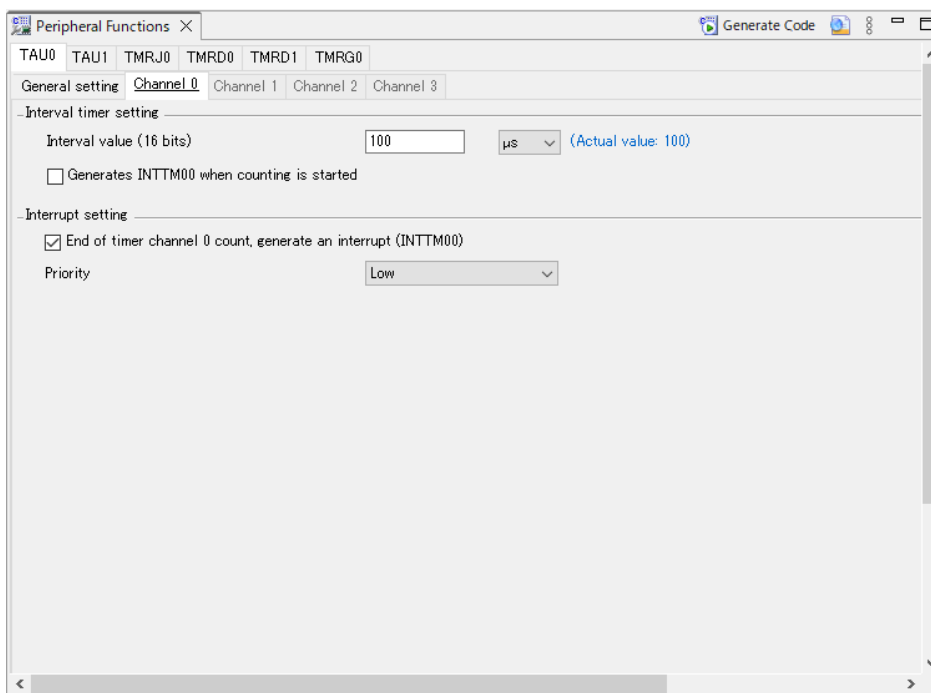 Peripheral Functions
Generate Code
TAU0 TAU1 TMRJ0 TMRD0 TMRD1 TMRG0
General setting Channel 0 Channel 1 Channel 2 Channel 3
Interval timer setting
Interval value (16 bits) 100 µs (Actual value: 100)
Generates INTTM00 when counting is started
Interrupt setting
End of timer channel 0 count, generate an interrupt (INTTM00)
Priority Low